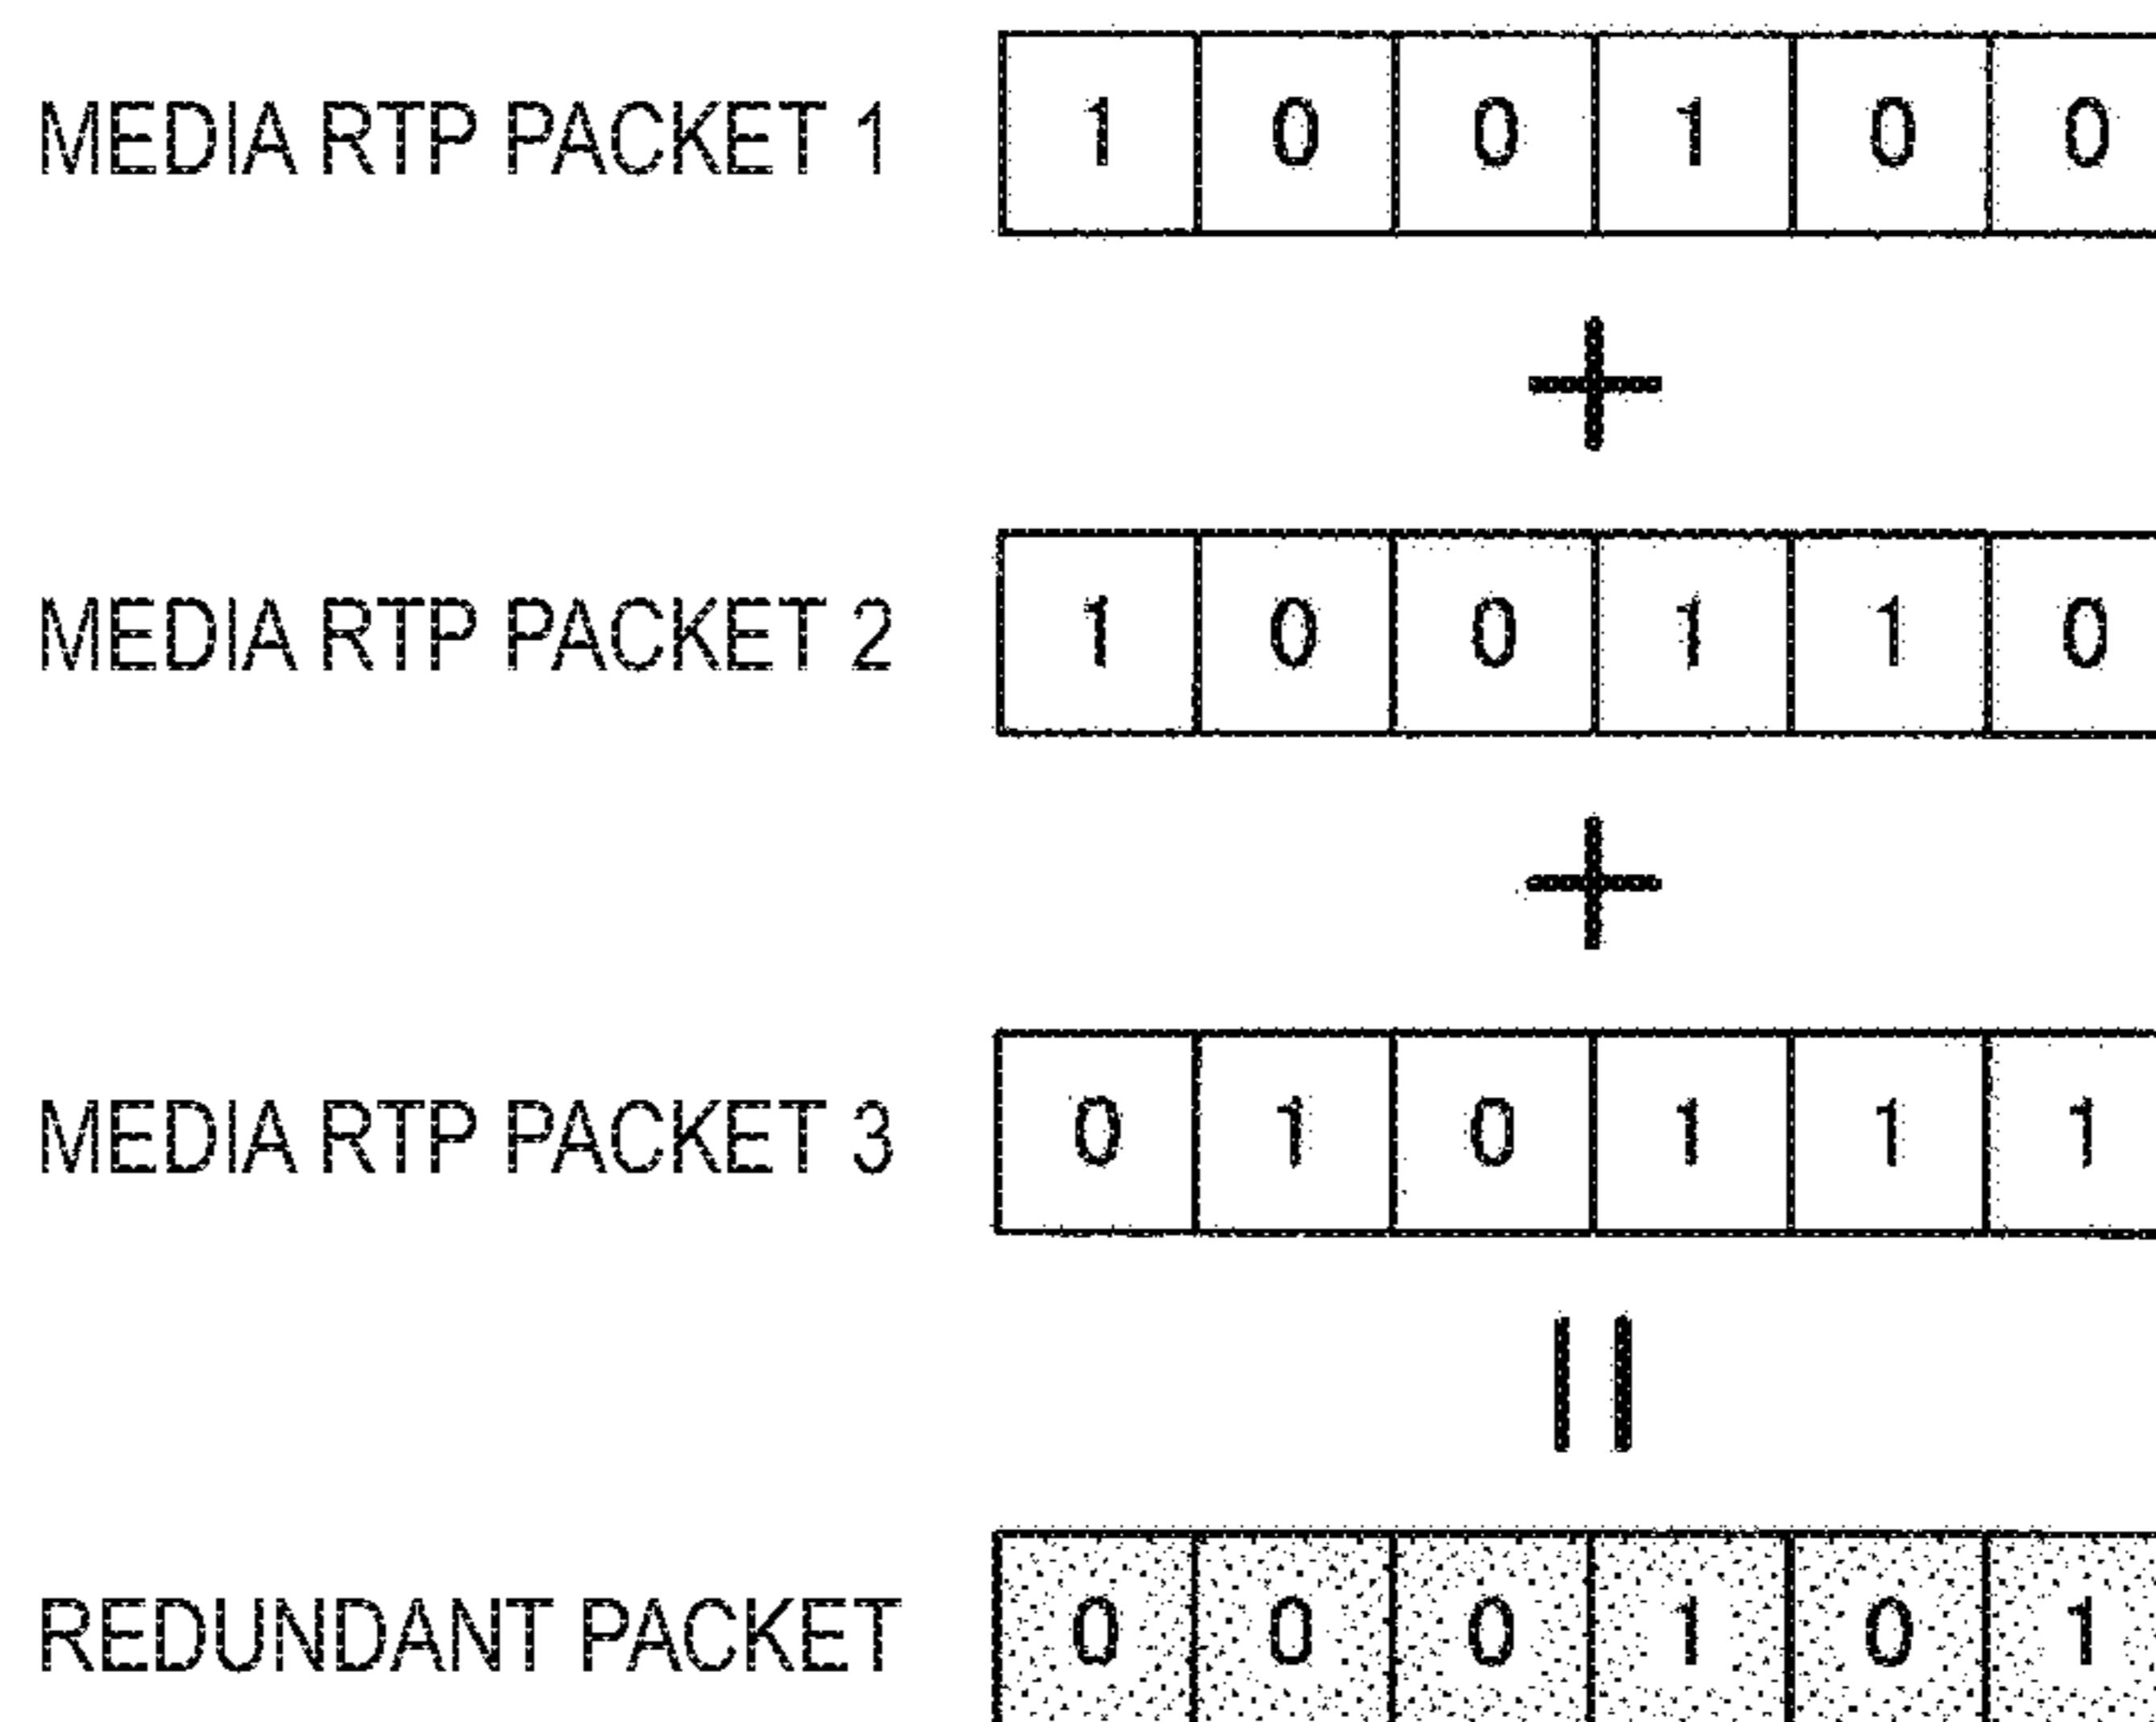 MEDIA RTP PACKET 1 1 0 0 1 0 0
+
MEDIA RTP PACKET 2 1 0 0 1 1 0
+
MEDIA RTP PACKET 3 0 1 0 1 1 1
||
REDUNDANT PACKET 0 0 0 1 0 1